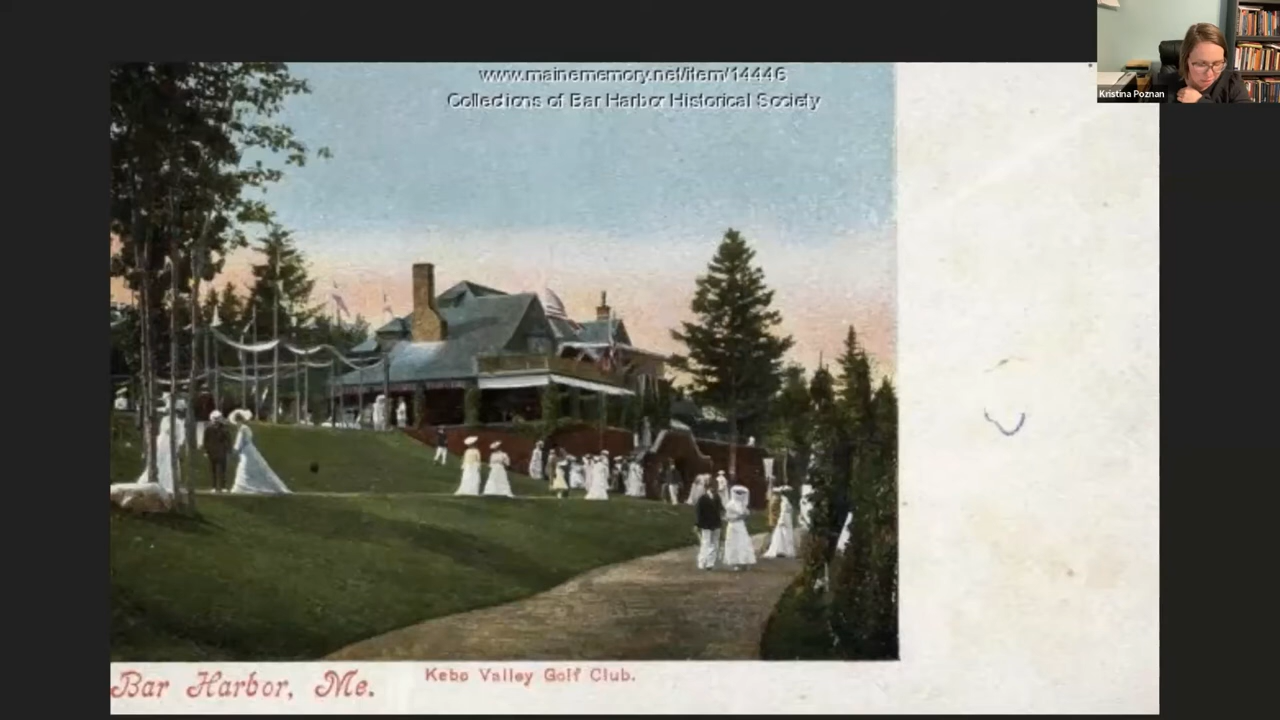 www.mainememory.net/item/14446
Collections of Bar Harbor Historical Society
Kristina Poznan
Bar Harbor, Me.
Kebo Valley Golf Club.